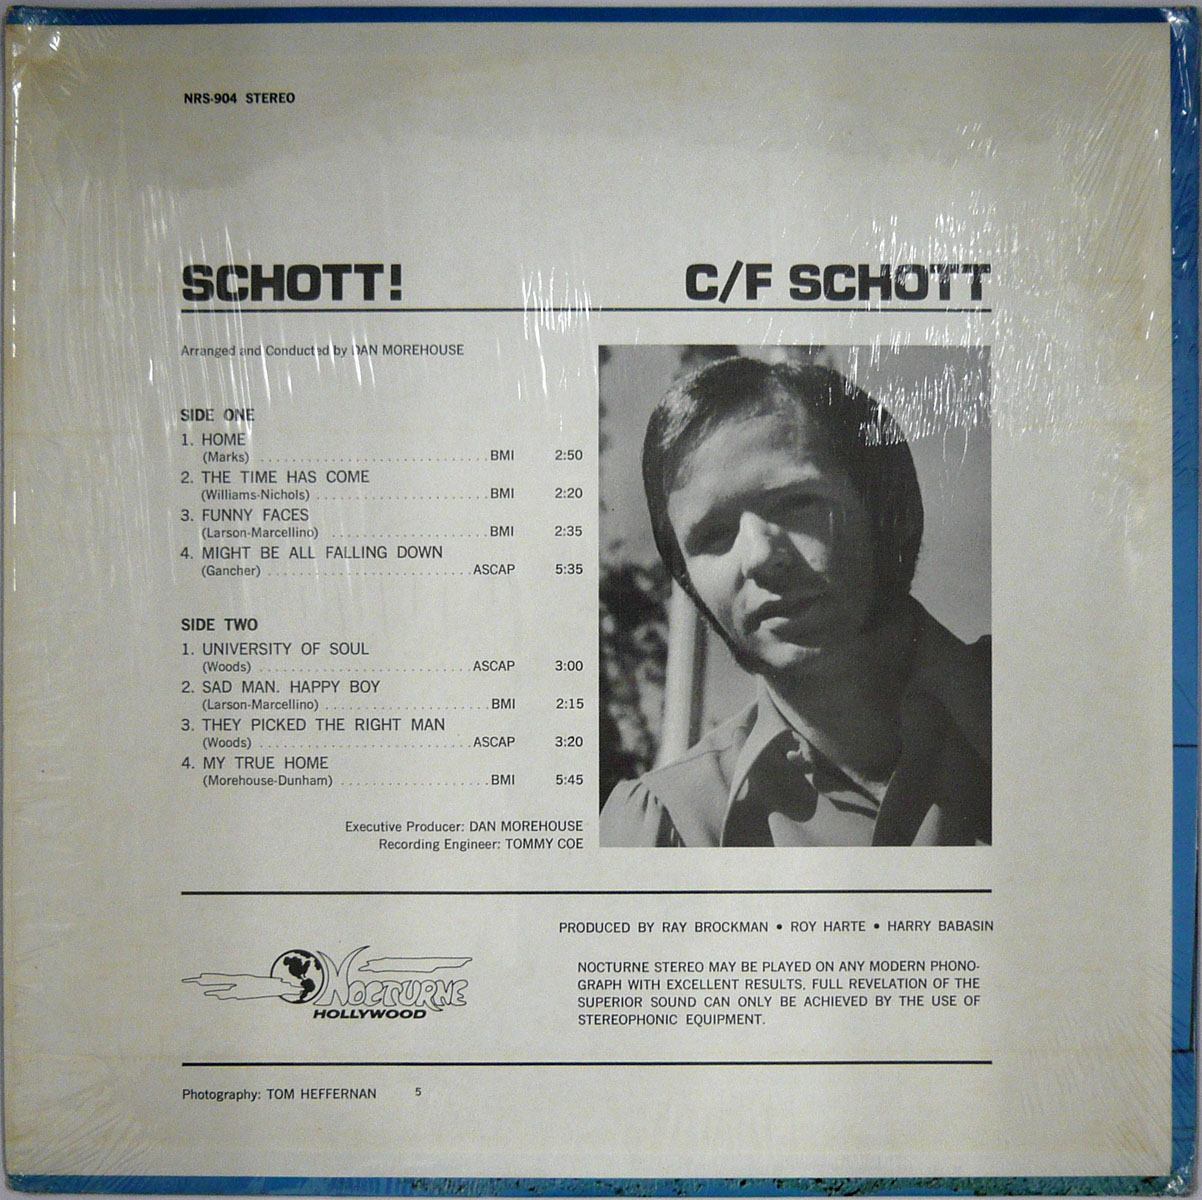 NRS-904 STEREO
SCHOTT! C/F SCHOTT
Arranged and Conducted by DAN MOREHOUSE
SIDE ONE
1. HOME
(Marks) BMI 2:50
2. THE TIME HAS COME
(Williams-Nichols) BMI 2:20
3. FUNNY FACES
(Larson-Marcellino) BMI 2:35
4. MIGHT BE ALL FALLING DOWN
(Gancher) ASCAP 5:35
SIDE TWO
1. UNIVERSITY OF SOUL
(Woods) ASCAP 3:00
2. SAD MAN. HAPPY BOY
(Larson-Marcellino) BMI 2:15
3. THEY PICKED THE RIGHT MAN
(Woods) ASCAP 3:20
4. MY TRUE HOME
(Morehouse-Dunham) BMI 5:45
Executive Producer: DAN MOREHOUSE
Recording Engineer: TOMMY COE
PRODUCED BY RAY BROCKMAN • ROY HARTE • HARRY BABASIN
NOCTURNE
HOLLYWOOD
NOCTURNE STEREO MAY BE PLAYED ON ANY MODERN PHONO-
GRAPH WITH EXCELLENT RESULTS. FULL REVELATION OF THE
SUPERIOR SOUND CAN ONLY BE ACHIEVED BY THE USE OF
STEREOPHONIC EQUIPMENT.
Photography: TOM HEFFERNAN 5